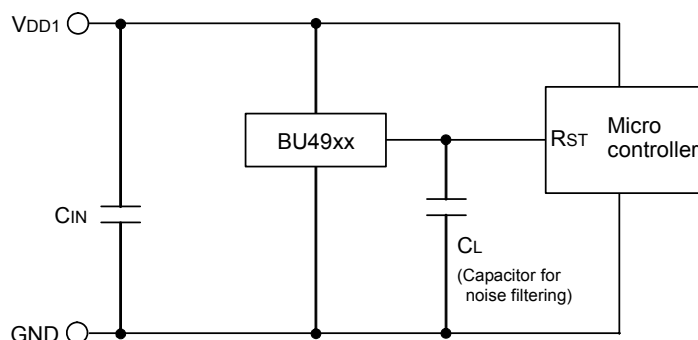 VDD1
BU49xx
RST
Micro
controller
CIN
CL
(Capacitor for
noise filtering)
GND